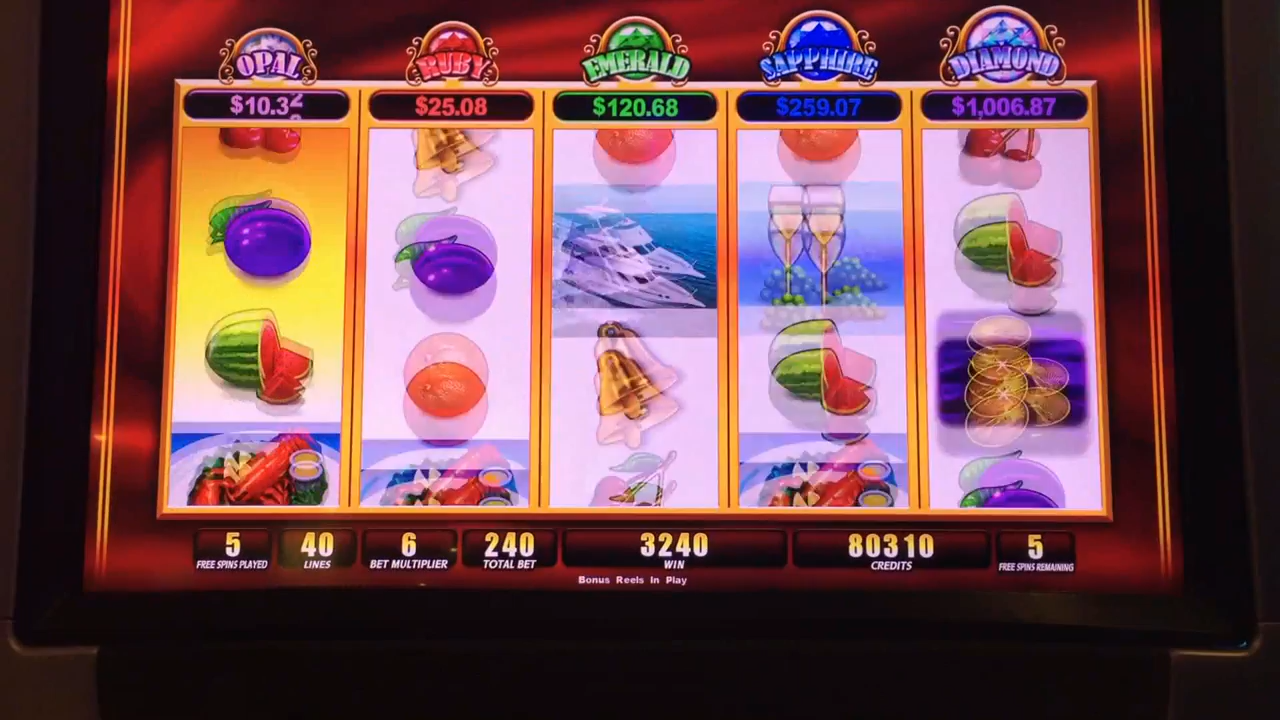 OPAL RUBY EMERALD SAPPHIRE DIAMOND
$10.32 $25.08 $120.68 $259.07 $1,006.87
5 40 6 240 3240 80310 5
FREE SPINS PLAYED LINES BET MULTIPLIER TOTAL BET WIN CREDITS FREE SPINS REMAINING
Bonus Reels In Play